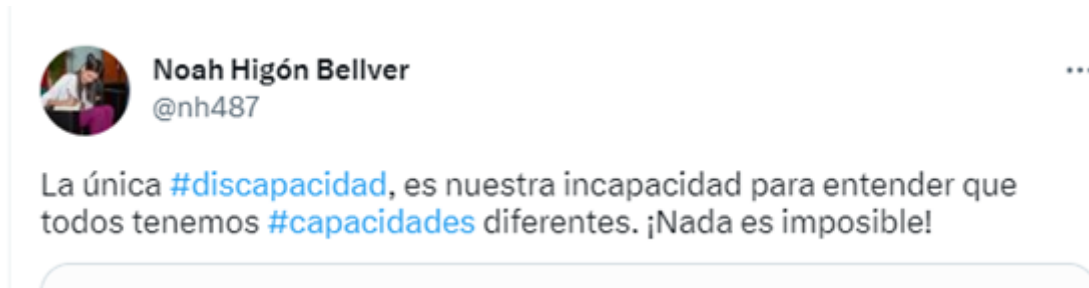 Noah Higón Bellver
@nh487
La única #discapacidad, es nuestra incapacidad para entender que
todos tenemos #capacidades diferentes. ¡Nada es imposible!